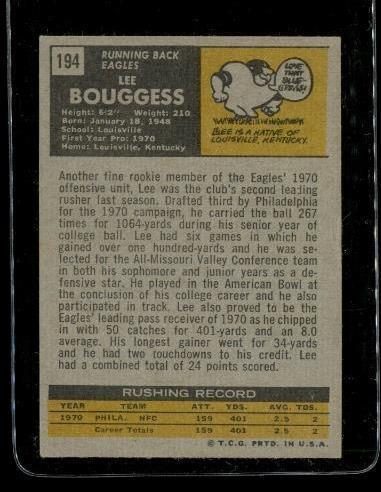 194
RUNNING BACK
EAGLES
LEE
BOUGGESS
Height: 6:2" Weight: 210
Born: January 18, 1948
School: Louisville
First Year Pro: 1970
Home: Louisville, Kentucky
LOVE
THAT
BLUE-
GRASS!
LEE IS A NATIVE OF
LOUISVILLE, KENTUCKY.
Another fine rookie member of the Eagles' 1970
offensive unit, Lee was the club's second leading
rusher last season. Drafted third by Philadelphia
for the 1970 campaign, he carried the ball 267
times for 1064-yards during his senior year of
college ball. Lee had six games in which he
gained over one hundred-yards and he was se-
lected for the All-Missouri Valley Conference team
in both his sophomore and junior years as a de-
fensive star. He played in the American Bowl at
the conclusion of his college career and he also
participated in track. Lee also proved to be the
Eagles' leading pass receiver of 1970 as he chipped
in with 50 catches for 401-yards and an 8.0
average. His longest gainer went for 34-yards
and he had two touchdowns to his credit. Lee
had a combined total of 24 points scored.
RUSHING RECORD
YEAR TEAM ATT. YDS. AVG. TDS.
1970 PHILA. NFC 159 401 2.5 2
Career Totals 159 401 2.5 2
© T.C.G. PRTD. IN U.S.A.